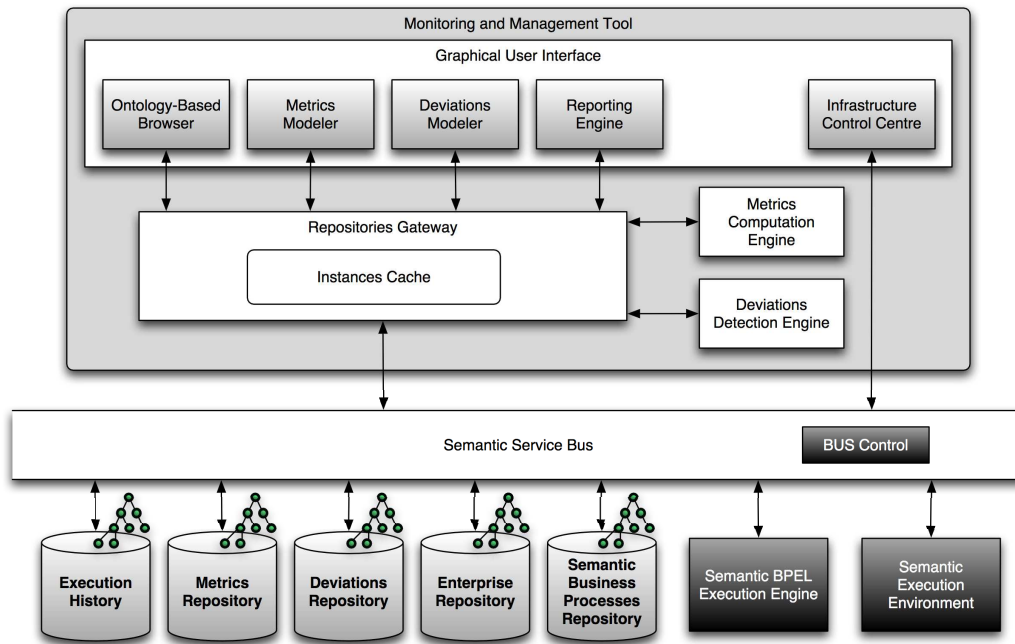 Monitoring and Management Tool
Graphical User Interface
Ontology-Based
Browser
Metrics
Modeler
Deviations
Modeler
Reporting
Engine
Infrastructure
Control Centre
Repositories Gateway
Instances Cache
Metrics
Computation
Engine
Deviations
Detection Engine
Semantic Service Bus
BUS Control
Execution
History
Metrics
Repository
Deviations
Repository
Enterprise
Repository
Semantic
Business
Processes
Repository
Semantic BPEL
Execution Engine
Semantic
Execution
Environment